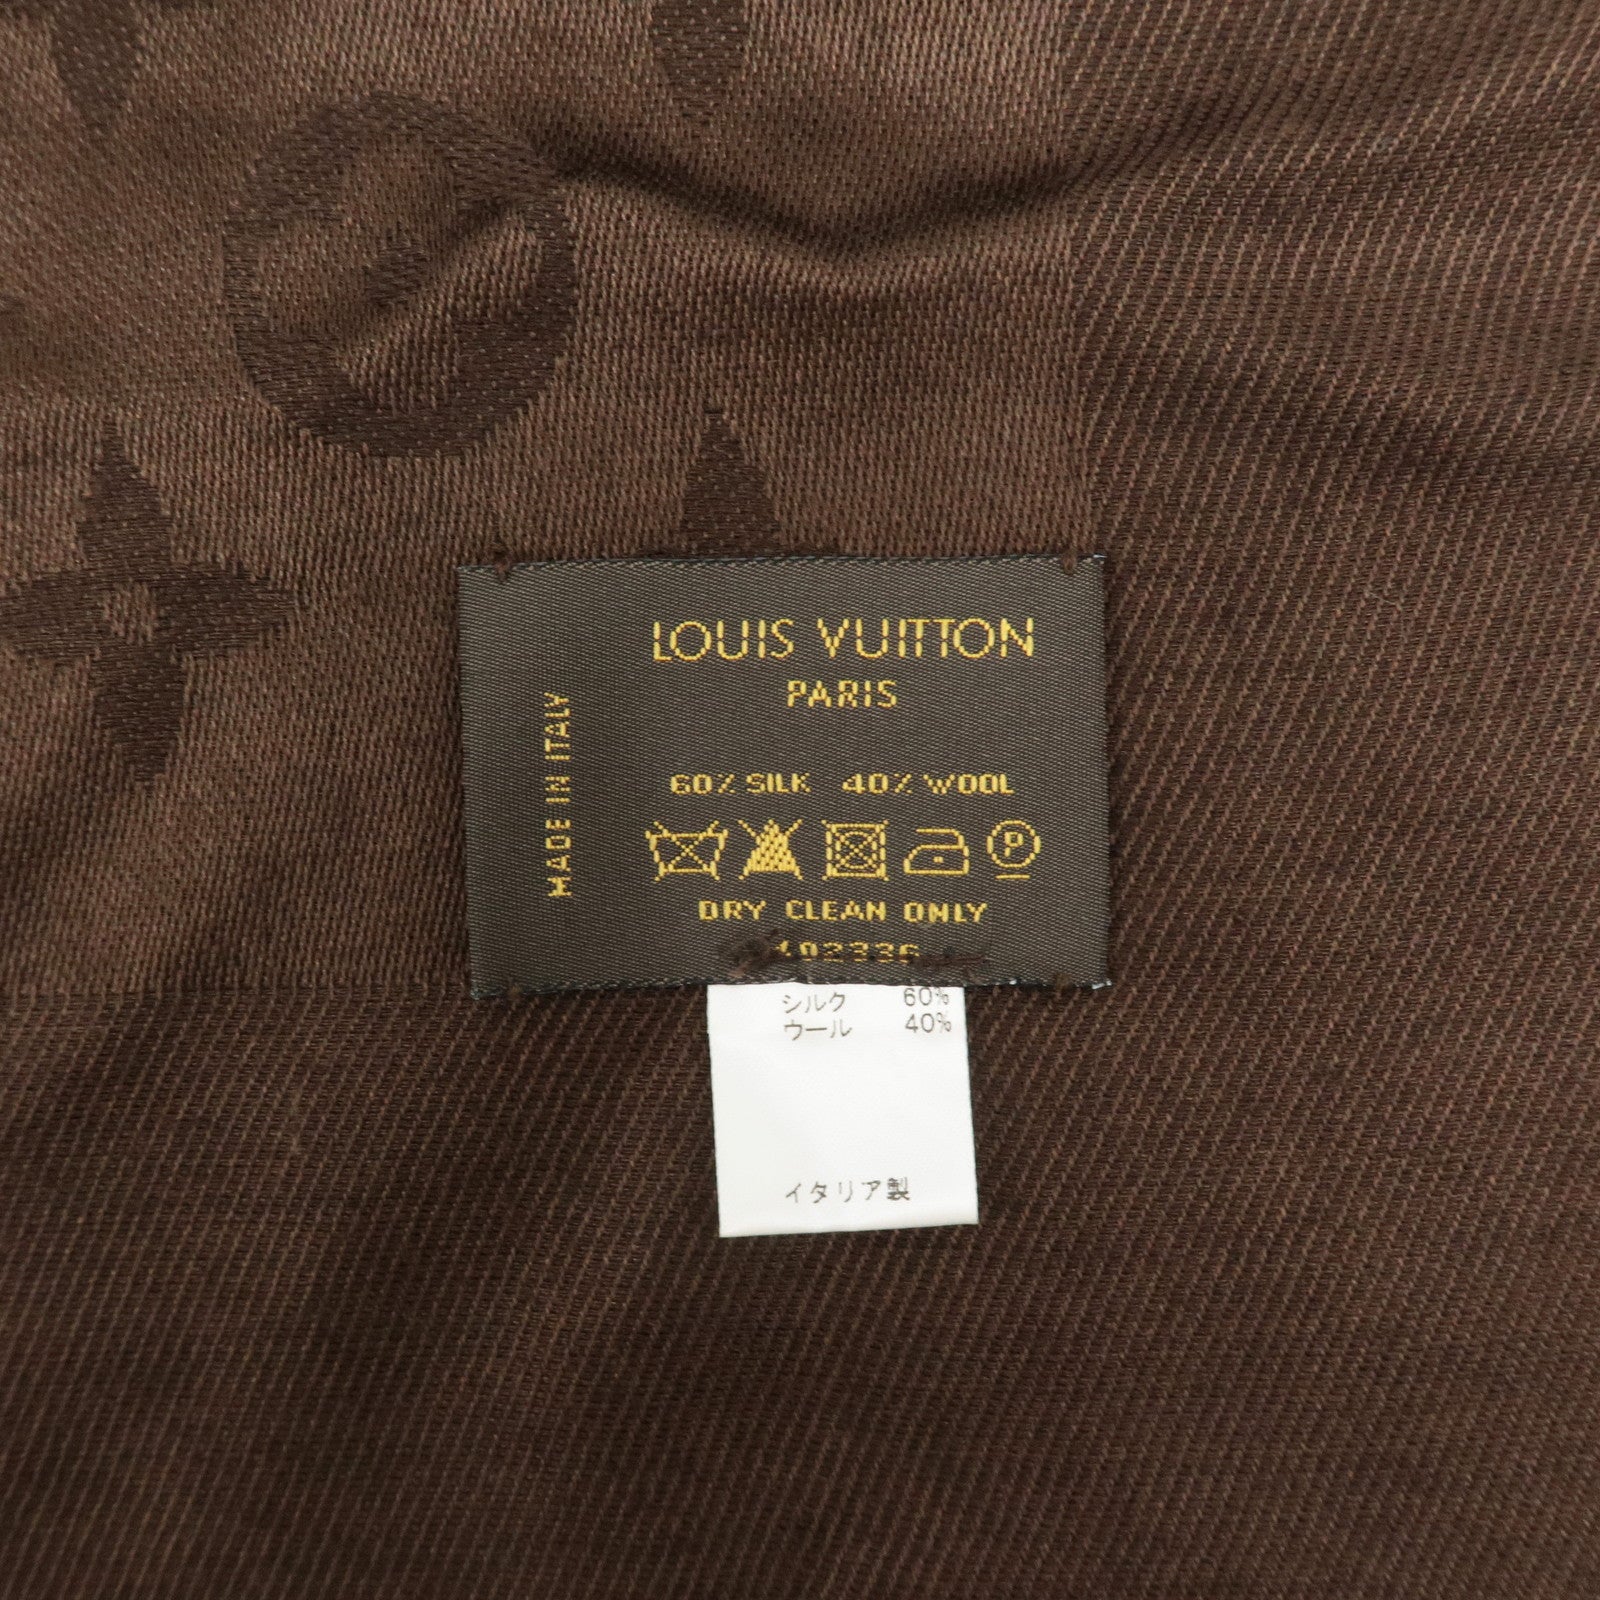 LOUIS VUITTON
PARIS
MADE IN ITALY
60% SILK 40% WOOL
P
DRY CLEAN ONLY
402336
シルク 60%
ウール 40%
イタリア製